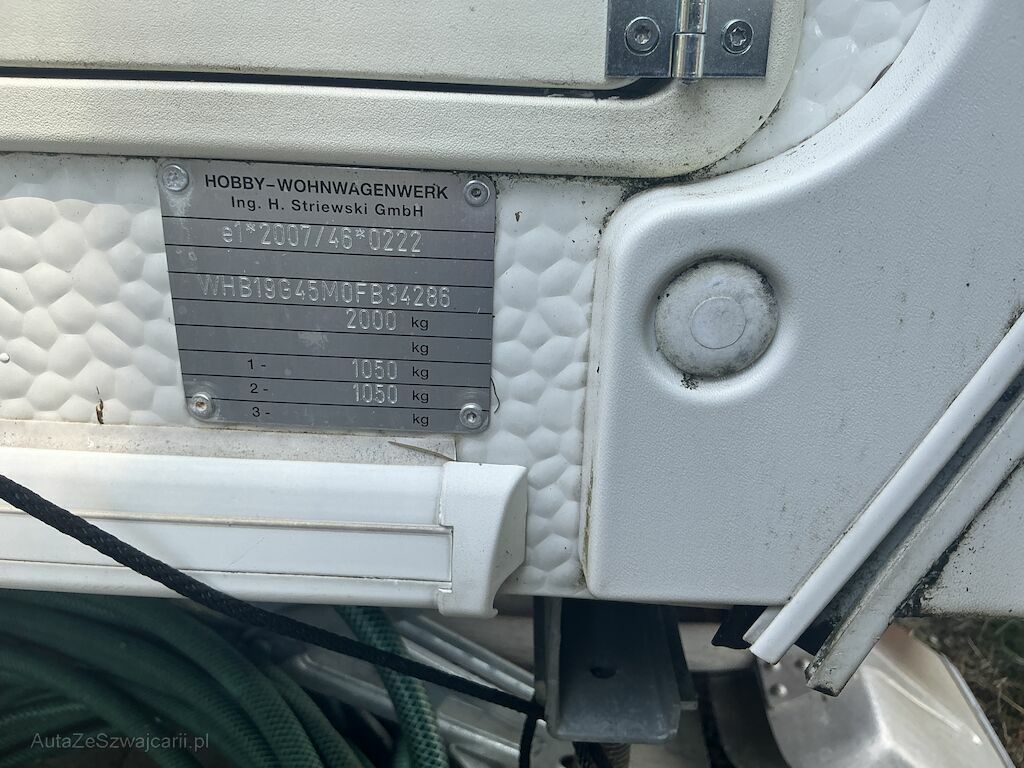 HOBBY-WOHNWAGENWERK
Ing. H. Striewski GmbH
e1*2007/46*0222
WHB19G45M0FB34286
2000 kg
kg
1- 1050 kg
2- 1050 kg
3- kg
AutaZeSzwajcarii.pl